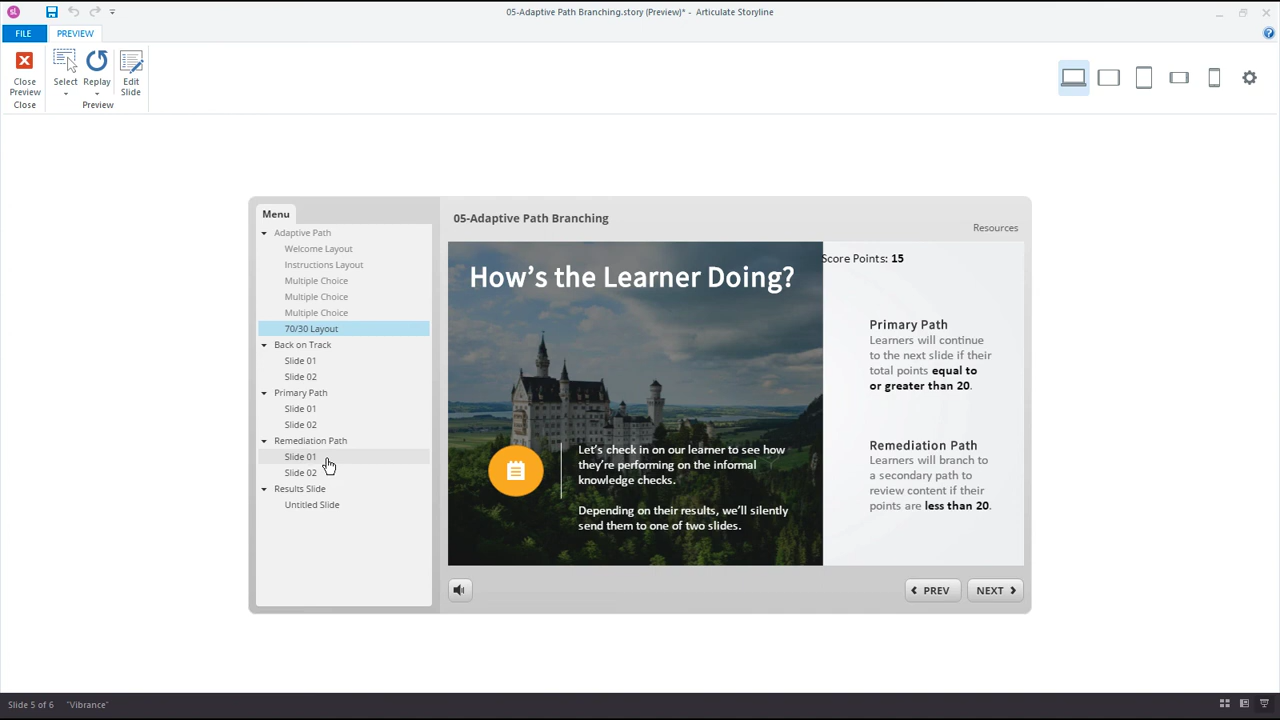 sl
05-Adaptive Path Branching.story (Preview)* - Articulate Storyline
FILE
PREVIEW
?
Close
Preview
Select
Replay
Edit
Slide
Close
Preview
Menu
Adaptive Path
Welcome Layout
Instructions Layout
Multiple Choice
Multiple Choice
Multiple Choice
70/30 Layout
Back on Track
Slide 01
Slide 02
Primary Path
Slide 01
Slide 02
Remediation Path
Slide 01
Slide 02
Results Slide
Untitled Slide
05-Adaptive Path Branching
Resources
How's the Learner Doing?
Let's check in on our learner to see how
they're performing on the informal
knowledge checks.
Depending on their results, we'll silently
send them to one of two slides.
Score Points: 15
Primary Path
Learners will continue
to the next slide if their
total points equal to
or greater than 20.
Remediation Path
Learners will branch to
a secondary path to
review content if their
points are less than 20.
PREV
NEXT
Slide 5 of 6
"Vibrance"